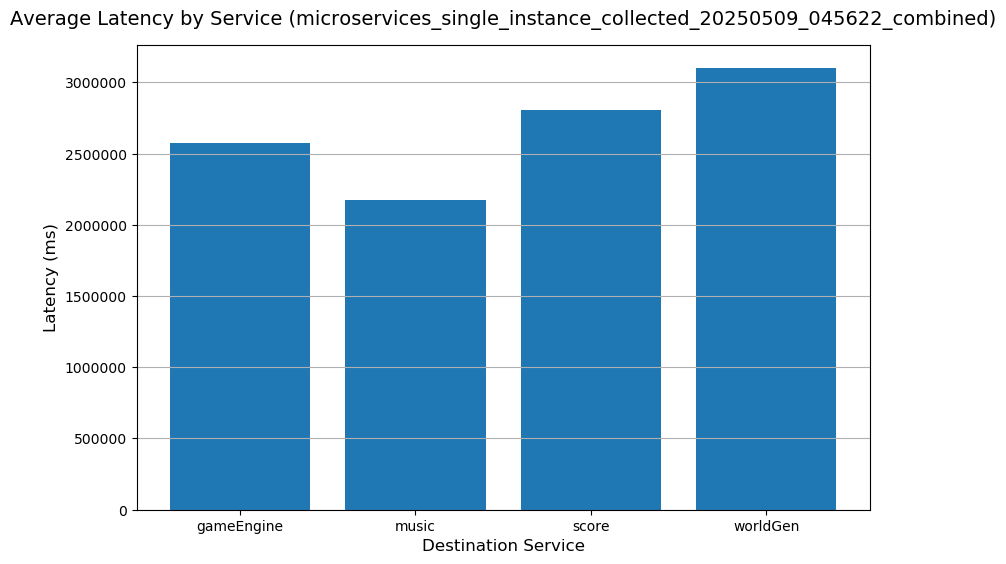 Average Latency by Service (microservices_single_instance_collected_20250509_045622_combined)
3000000
2500000
2000000
1500000
1000000
500000
0
Latency (ms)
gameEngine music score worldGen
Destination Service